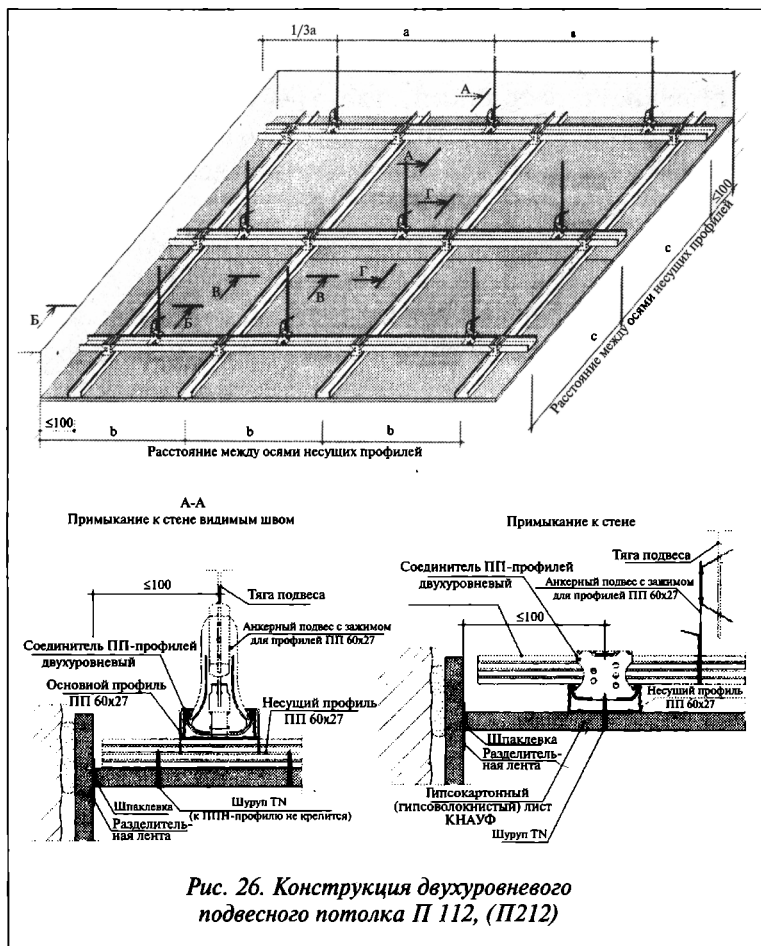 1/3a
a
a
А
А
Г
Г
В
В
Б
Б
≤100
c
c
Расстояние между осями несущих профилей
≤100
b
b
b
Расстояние между осями несущих профилей
А-А
Примыкание к стене видимым швом
≤100
Тяга подвеса
Анкерный подвес с зажимом
для профилей ПП 60х27
Соединитель ПП-профилей
двухуровневый
Основной профиль
ПП 60х27
Несущий профиль
ПП 60х27
Шпаклевка
Разделитель-
ная лента
Шуруп TN
(к ППН-профилю не крепится)
Примыкание к стене
Тяга подвеса
Соединитель ПП-профилей
двухуровневый
Анкерный подвес с зажимом
для профилей ПП 60х27
≤100
Несущий профиль
ПП 60х27
Шпаклевка
Разделитель-
ная лента
Гипсокартонный
(гипсоволокнистый) лист
КНАУФ
Шуруп TN
Рис. 26. Конструкция двухуровневого
подвесного потолка П 112, (П212)